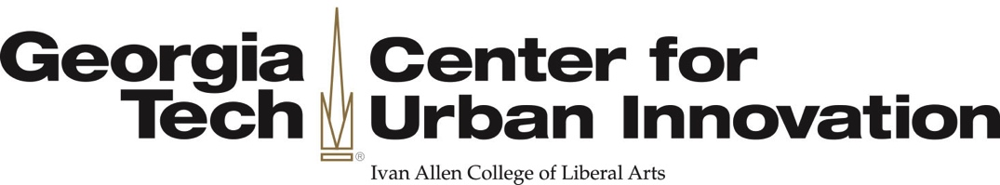 Georgia
Tech
®
Center for
Urban Innovation
Ivan Allen College of Liberal Arts